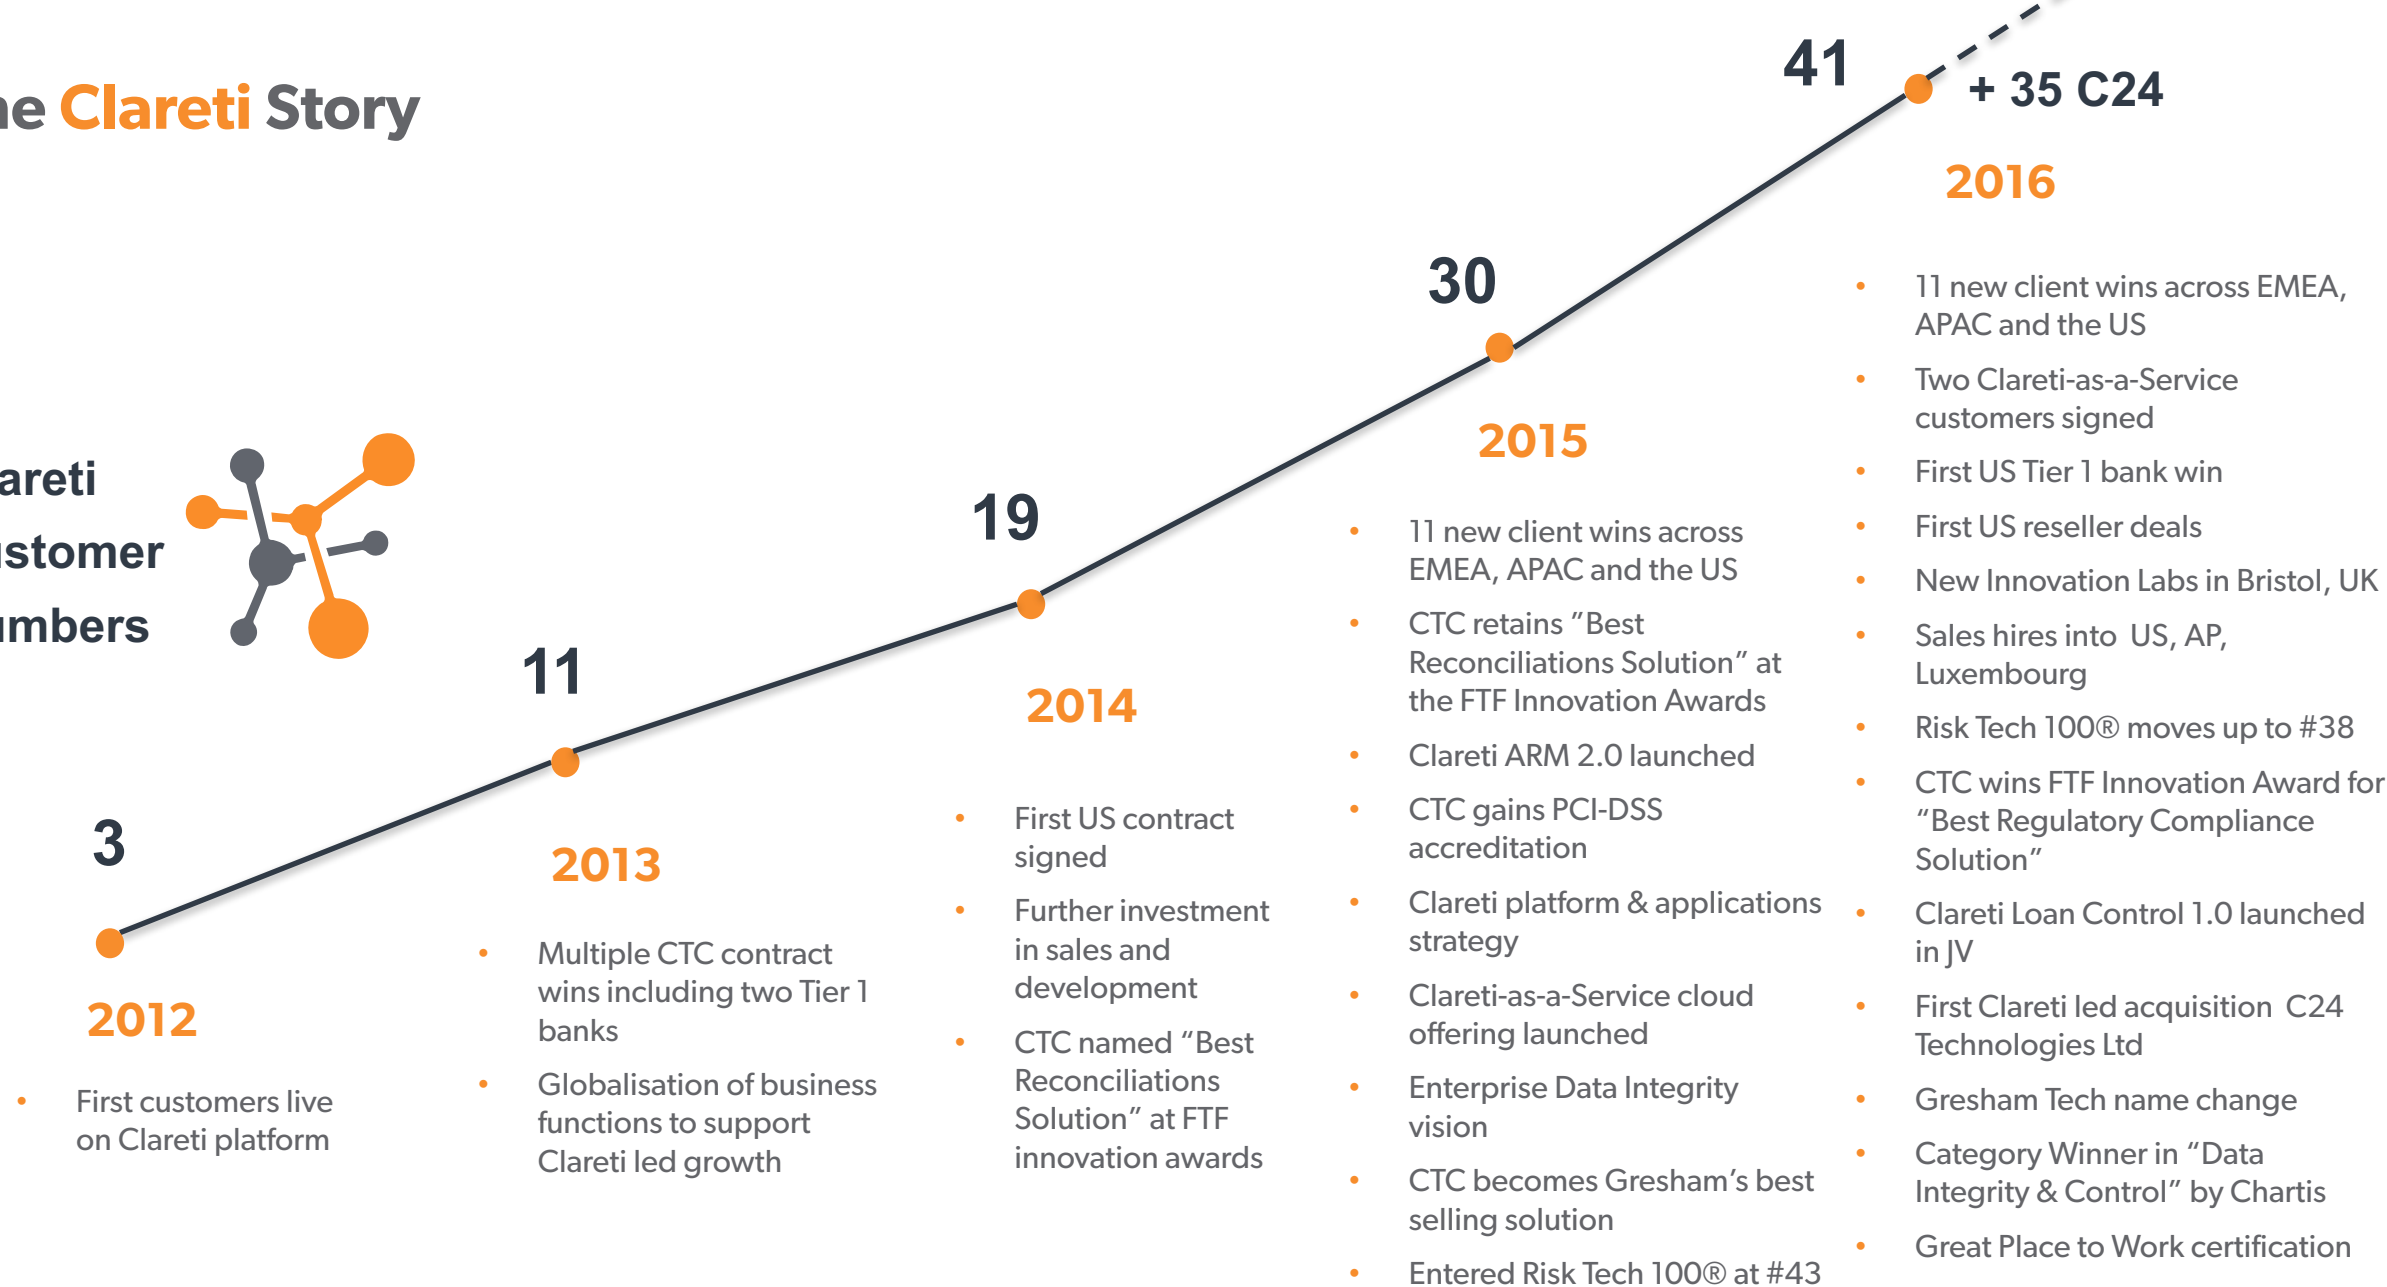 ne Clareti Story
areti
ustomer
umbers
3
2012
• First customers live
on Clareti platform
11
2013
• Multiple CTC contract
wins including two Tier 1
banks
• Globalisation of business
functions to support
Clareti led growth
19
2014
• First US contract
signed
• Further investment
in sales and
development
• CTC named “Best
Reconciliations
Solution” at FTF
innovation awards
30
2015
• 11 new client wins across
EMEA, APAC and the US
• CTC retains ”Best
Reconciliations Solution” at
the FTF Innovation Awards
• Clareti ARM 2.0 launched
• CTC gains PCI-DSS
accreditation
• Clareti platform & applications
strategy
• Clareti-as-a-Service cloud
offering launched
• Enterprise Data Integrity
vision
• CTC becomes Gresham’s best
selling solution
• Entered Risk Tech 100® at #43
41
+ 35 C24
2016
• 11 new client wins across EMEA,
APAC and the US
• Two Clareti-as-a-Service
customers signed
• First US Tier 1 bank win
• First US reseller deals
• New Innovation Labs in Bristol, UK
• Sales hires into US, AP,
Luxembourg
• Risk Tech 100® moves up to #38
• CTC wins FTF Innovation Award for
“Best Regulatory Compliance
Solution”
• Clareti Loan Control 1.0 launched
in JV
• First Clareti led acquisition C24
Technologies Ltd
• Gresham Tech name change
• Category Winner in “Data
Integrity & Control” by Chartis
• Great Place to Work certification